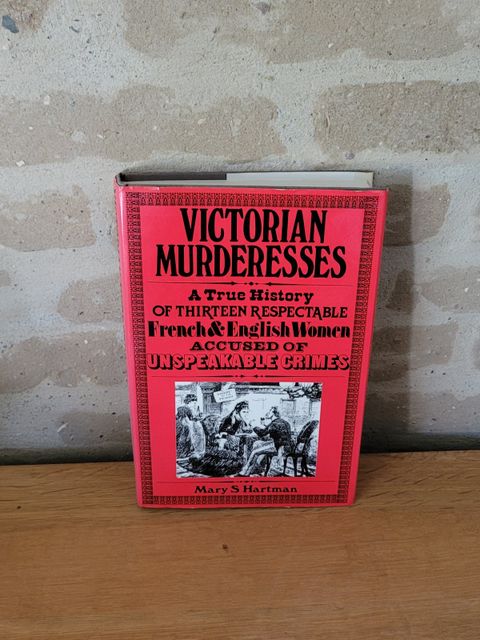 VICTORIAN
MURDERESSES
A True History
OF THIRTEEN RESPECTABLE
French & English Women
ACCUSED OF
UNSPEAKABLE CRIMES
Mary S Hartman